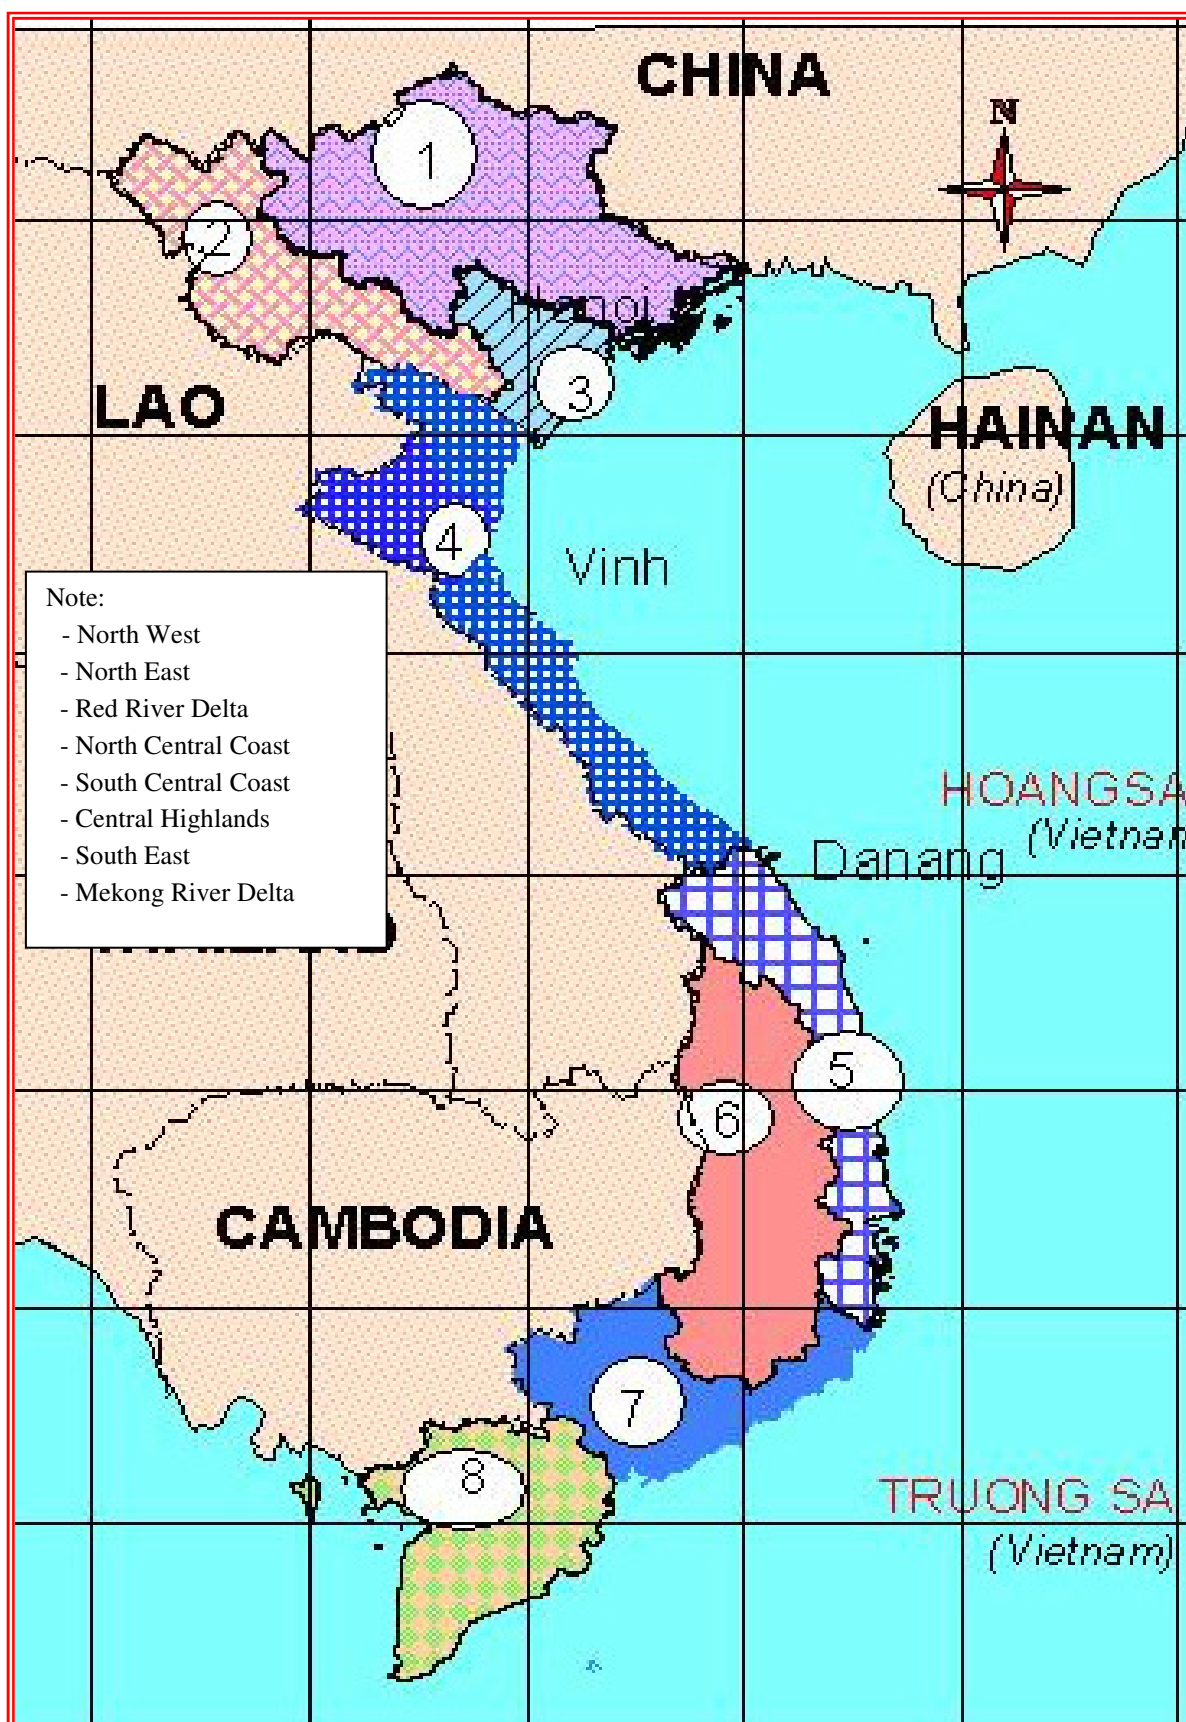 CHINA
N
1
2
Hanoi
3
LAO
HAINAN
(China)
4
Vinh
Note:
- North West
- North East
- Red River Delta
- North Central Coast
- South Central Coast
- Central Highlands
- South East
- Mekong River Delta
HOANGSA
(Vietnam
Danang
5
6
CAMBODIA
7
8
TRUONG SA
(Vietnam)